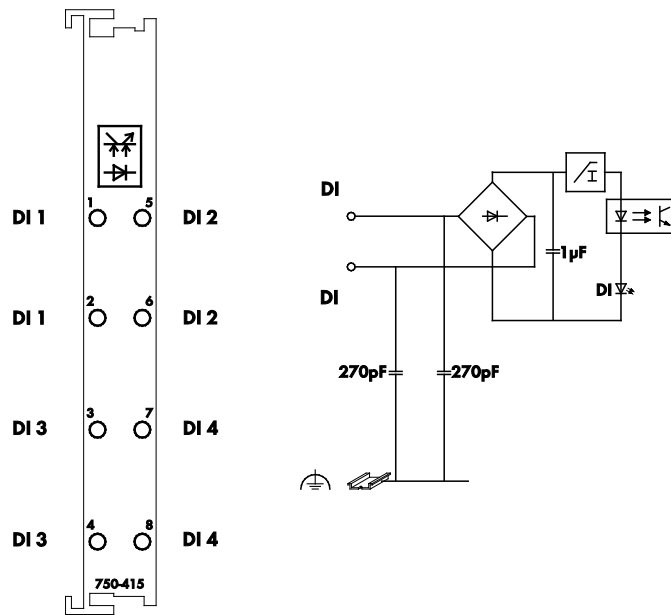 1 5
DI 1 DI 2
2 6
DI 1 DI 2
3 7
DI 3 DI 4
4 8
DI 3 DI 4
750-415
DI
DI
I
1µF
DI
270pF 270pF